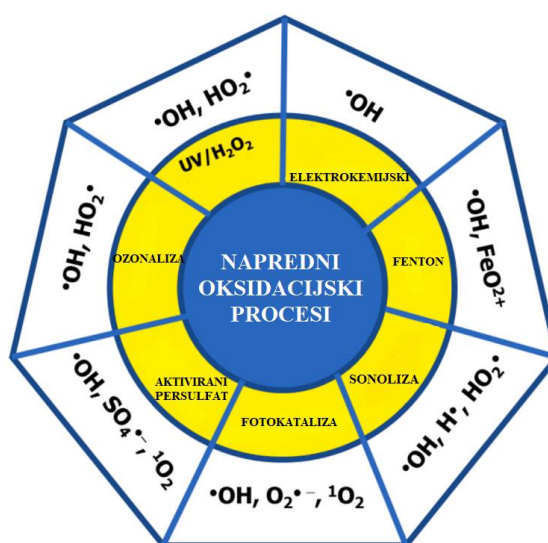 NAPREDNI
OKSIDACIJSKI
PROCESI
ELEKTROKEMIJSKI
•OH
FENTON
•OH, FeO²⁺
SONOLIZA
•OH, H•, HO₂•
FOTOKATALIZA
•OH, O₂•⁻, ¹O₂
AKTIVIRANI
PERSULFAT
•OH, SO₄•⁻, ¹O₂
OZONALIZA
•OH, HO₂•
UV/H₂O₂
•OH, HO₂•